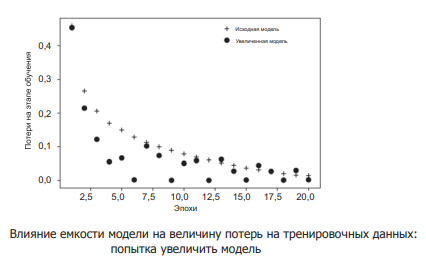 Исходная модель
Увеличенная модель
Потери на этапе обучения
0,4
0,3
0,2
0,1
0,0
2,5 5,0 7,5 10,0 12,5 15,0 17,5 20,0
Эпохи
Влияние емкости модели на величину потерь на тренировочных данных:
попытка увеличить модель